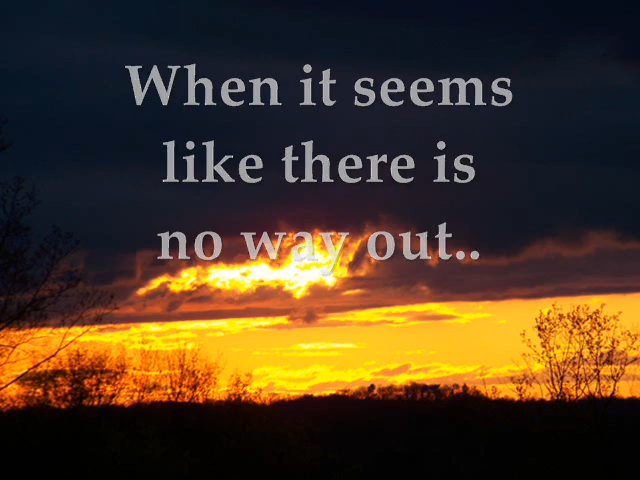 When it seems
like there is
no way out..